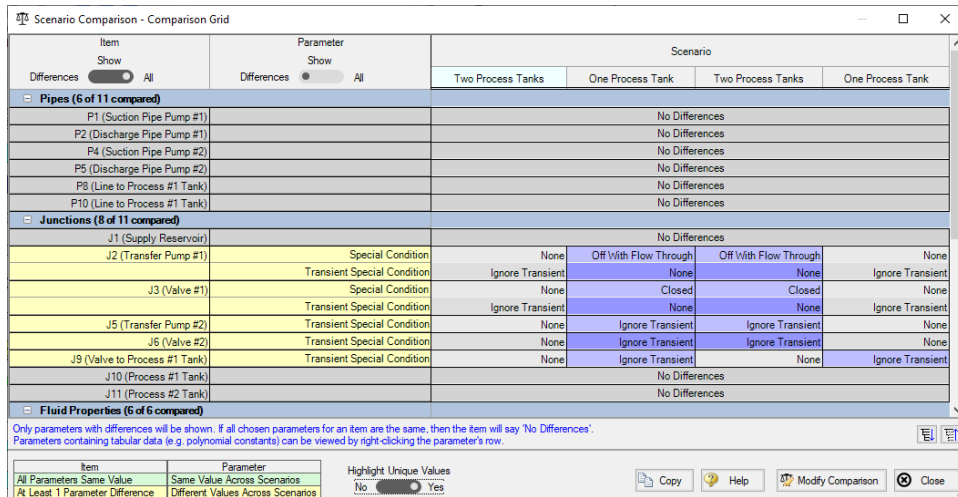 Scenario Comparison - Comparison Grid
Item Parameter Scenario
Show Show
Differences All Differences All
Two Process Tanks One Process Tank Two Process Tanks One Process Tank
Pipes (6 of 11 compared)
P1 (Suction Pipe Pump #1) No Differences
P2 (Discharge Pipe Pump #1) No Differences
P4 (Suction Pipe Pump #2) No Differences
P5 (Discharge Pipe Pump #2) No Differences
P8 (Line to Process #1 Tank) No Differences
P10 (Line to Process #1 Tank) No Differences
Junctions (8 of 11 compared)
J1 (Supply Reservoir) No Differences
J2 (Transfer Pump #1) Special Condition None Off With Flow Through Off With Flow Through None
Transient Special Condition Ignore Transient None None Ignore Transient
J3 (Valve #1) Special Condition None Closed Closed None
Transient Special Condition Ignore Transient None None Ignore Transient
J5 (Transfer Pump #2) Transient Special Condition None Ignore Transient Ignore Transient None
J6 (Valve #2) Transient Special Condition None Ignore Transient Ignore Transient None
J9 (Valve to Process #1 Tank) Transient Special Condition None Ignore Transient None Ignore Transient
J10 (Process #1 Tank) No Differences
J11 (Process #2 Tank) No Differences
Fluid Properties (6 of 6 compared)
Only parameters with differences will be shown. If all chosen parameters for an item are the same, then the item will say 'No Differences'.
Parameters containing tabular data (e.g. polynomial constants) can be viewed by right-clicking the parameter's row.
Item Parameter
All Parameters Same Value Same Value Across Scenarios
At Least 1 Parameter Difference Different Values Across Scenarios
Highlight Unique Values
No Yes
Copy Help Modify Comparison Close